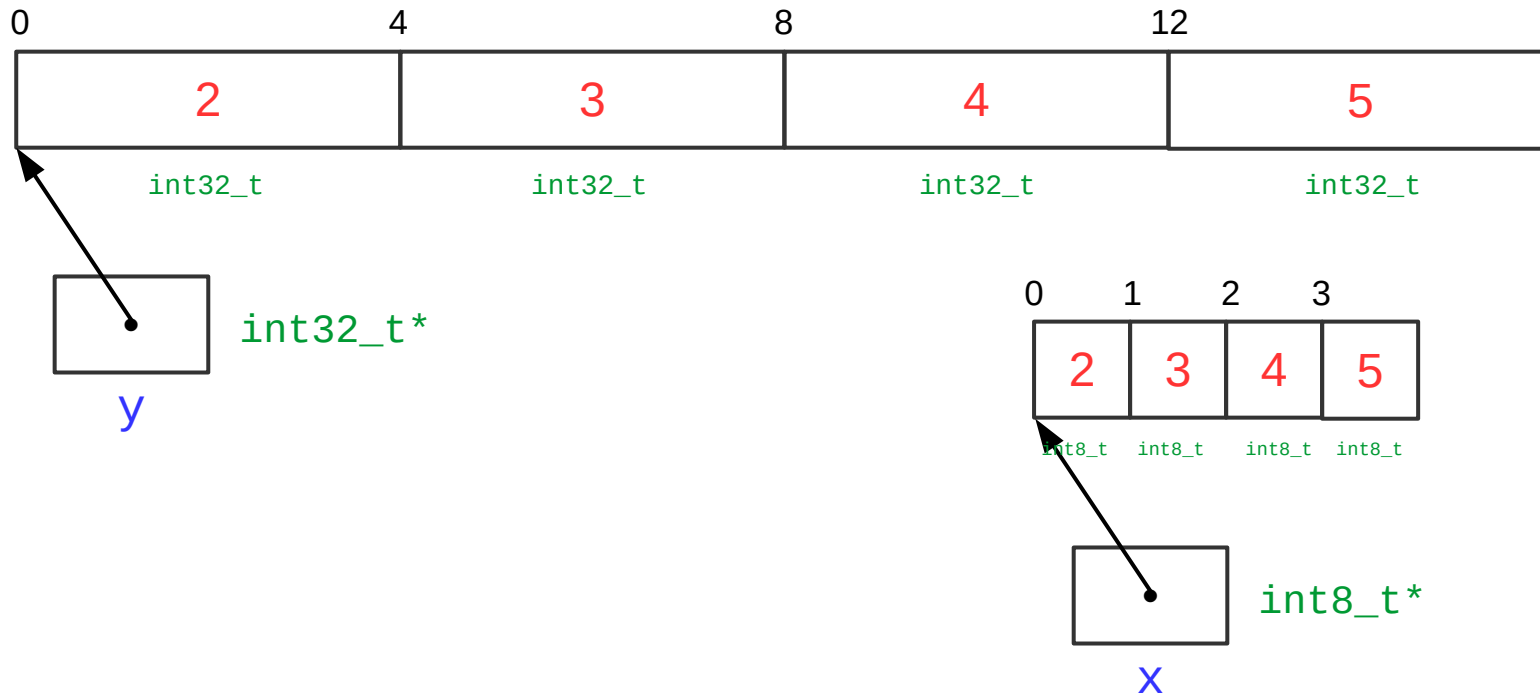 0 4 8 12
2 3 4 5
int32_t int32_t int32_t int32_t
int32_t*
y
0 1 2 3
2 3 4 5
int8_t int8_t int8_t int8_t
int8_t*
x